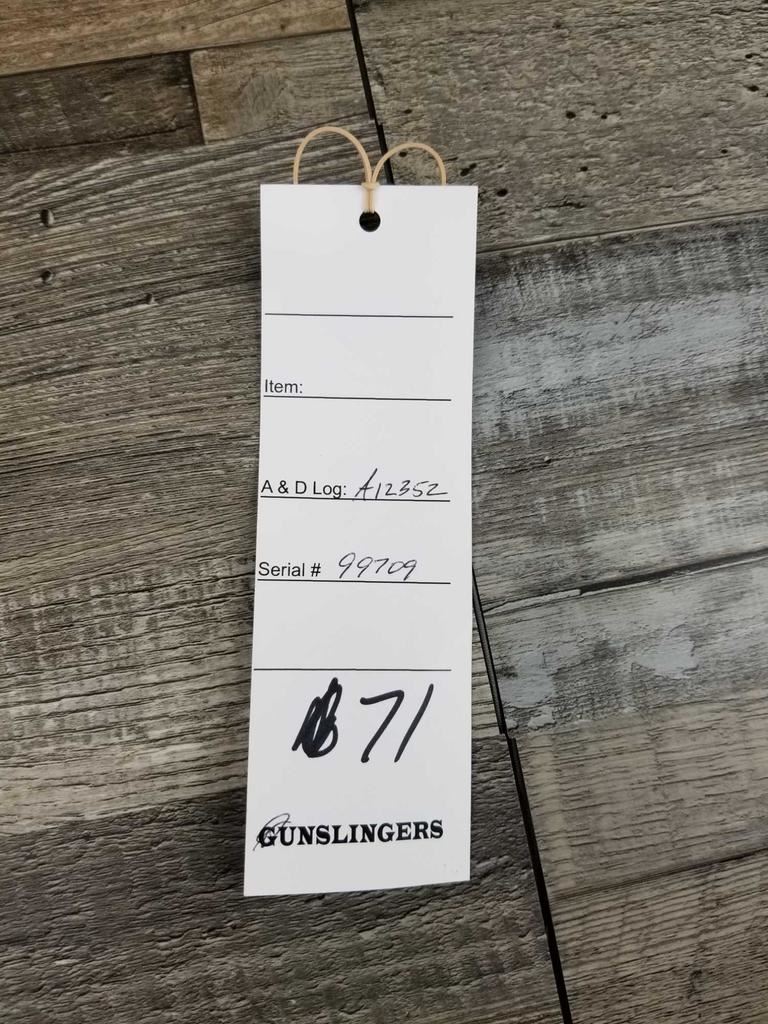 Item:
A & D Log: A12352
Serial # 99709
71
GUNSLINGERS